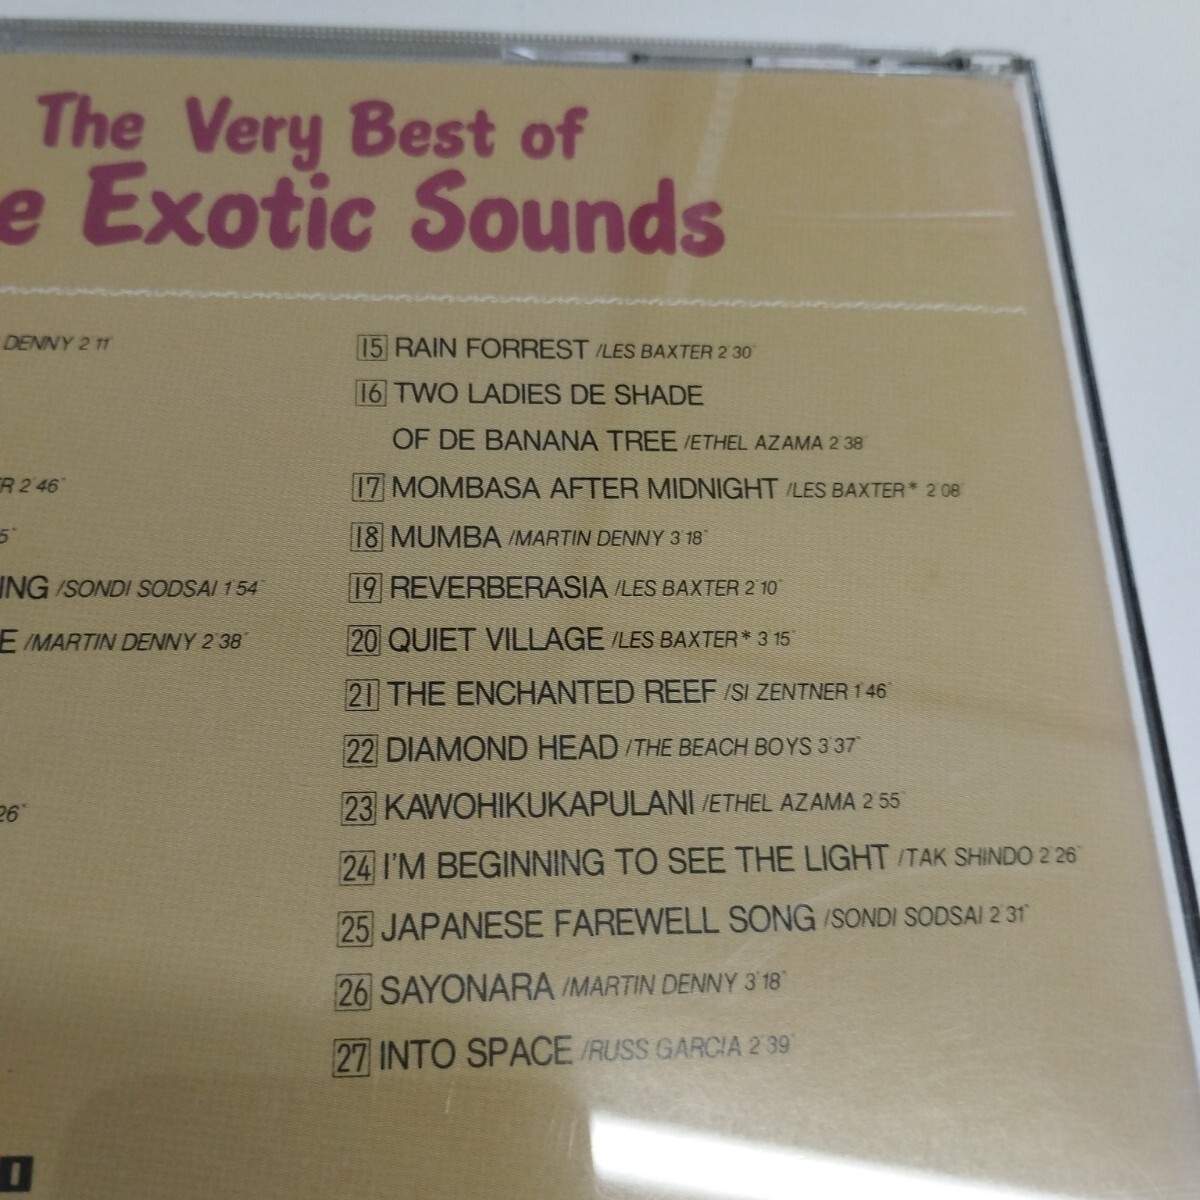 The Very Best of
e Exotic Sounds
DENNY 2'11"
R 2'46"
5"
ING /SONDI SODSAI 1'54"
E /MARTIN DENNY 2'38"
26"
15 RAIN FORREST /LES BAXTER 2'30"
16 TWO LADIES DE SHADE
OF DE BANANA TREE /ETHEL AZAMA 2'38"
17 MOMBASA AFTER MIDNIGHT /LES BAXTER* 2'08"
18 MUMBA /MARTIN DENNY 3'18"
19 REVERBERASIA /LES BAXTER 2'10"
20 QUIET VILLAGE /LES BAXTER* 3'15"
21 THE ENCHANTED REEF /SI ZENTNER 1'46"
22 DIAMOND HEAD /THE BEACH BOYS 3'37"
23 KAWOHIKUKAPULANI /ETHEL AZAMA 2'55"
24 I'M BEGINNING TO SEE THE LIGHT /TAK SHINDO 2'26"
25 JAPANESE FAREWELL SONG /SONDI SODSAI 2'31"
26 SAYONARA /MARTIN DENNY 3'18"
27 INTO SPACE /RUSS GARCIA 2'39"